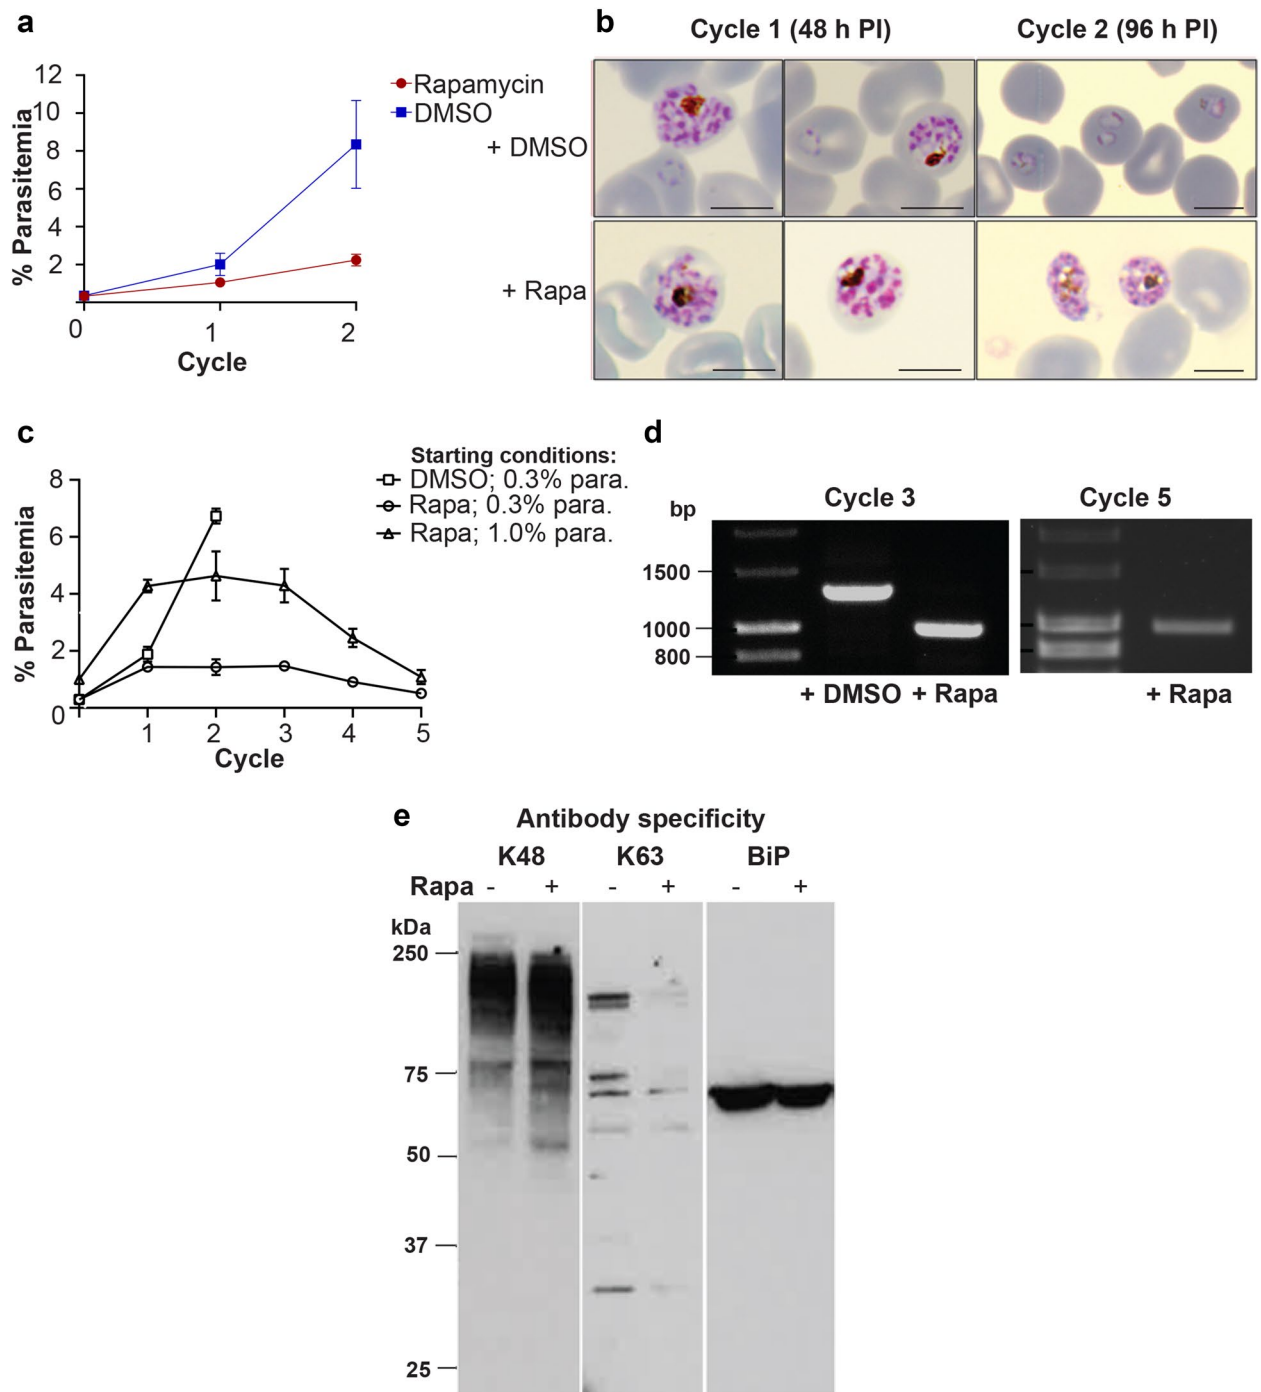 a
% Parasitemia
12
10
8
6
4
2
0
1
2
Cycle
Rapamycin
DMSO
b
Cycle 1 (48 h PI)
Cycle 2 (96 h PI)
+ DMSO
+ Rapa
c
% Parasitemia
8
6
4
2
0
1
2
3
4
5
Cycle
Starting conditions:
DMSO; 0.3% para.
Rapa; 0.3% para.
Rapa; 1.0% para.
d
bp
Cycle 3
Cycle 5
1500
1000
800
+ DMSO + Rapa
+ Rapa
e
Antibody specificity
K48 K63 BiP
Rapa - + - + - +
kDa
250
75
50
37
25